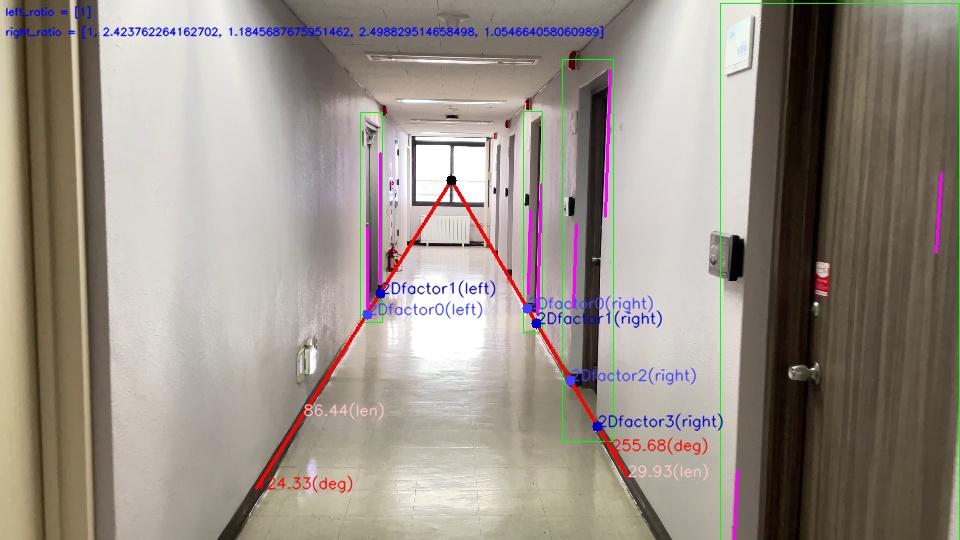 left_ratio = [1]
right_ratio = [1, 2.423762264162702, 1.1845687675951462, 2.498829514658498, 1.054664058060989]
2Dfactor1(left)
2Dfactor0(left)
2Dfactor0(right)
2Dfactor1(right)
2Dfactor2(right)
86.44(len)
2Dfactor3(right)
255.68(deg)
29.93(len)
24.33(deg)